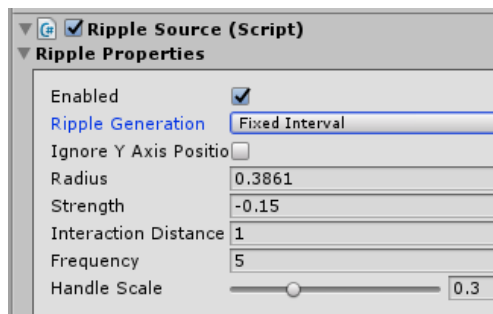 Ripple Source (Script)
Ripple Properties
Enabled
Ripple Generation Fixed Interval
Ignore Y Axis Positio
Radius 0.3861
Strength -0.15
Interaction Distance 1
Frequency 5
Handle Scale 0.3